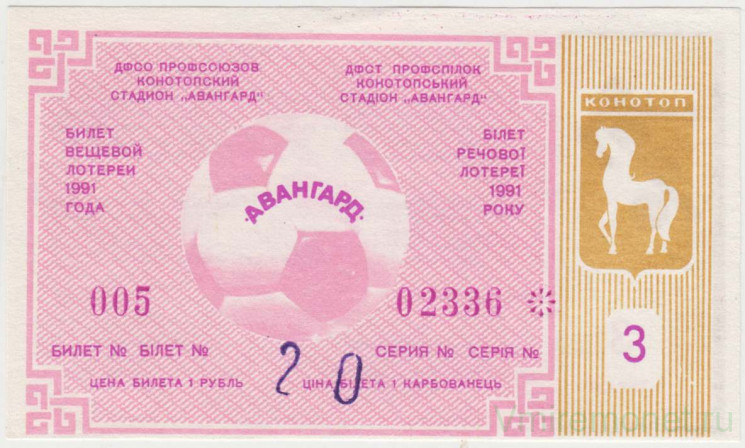 ДФСО ПРОФСОЮЗОВ
КОНОТОПСКИЙ
СТАДИОН „АВАНГАРД"
ДФСТ ПРОФСПІЛОК
КОНОТОПСЬКИЙ
СТАДІОН „АВАНГАРД"
КОНОТОП
БИЛЕТ
ВЕЩЕВОЙ
ЛОТЕРЕИ
1991
ГОДА
·АВАНГАРД·
БІЛЕТ
РЕЧОВОЇ
ЛОТЕРЕЇ
1991
РОКУ
005
02336 ※
3
БИЛЕТ № БІЛЕТ №
20
СЕРИЯ № СЕРІЯ №
ЦЕНА БИЛЕТА 1 РУБЛЬ
ЦІНА БІЛЕТА 1 КАРБОВАНЕЦЬ